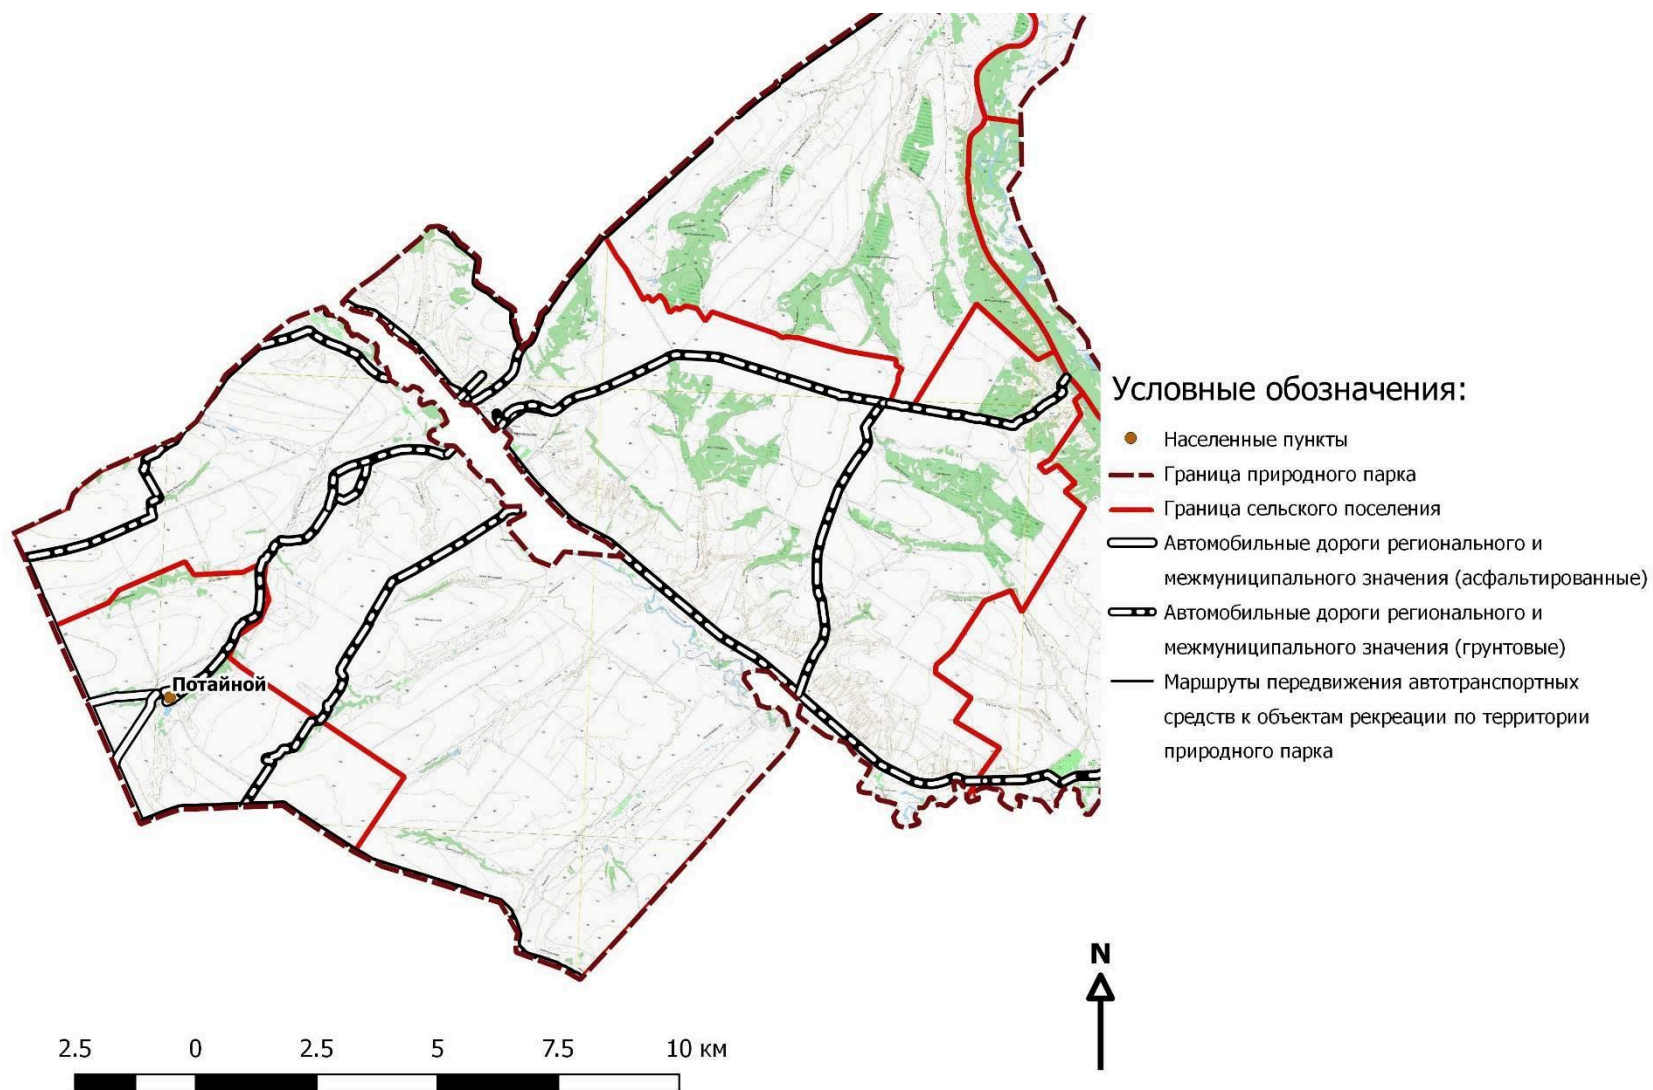 Условные обозначения:
Населенные пункты
Граница природного парка
Граница сельского поселения
Автомобильные дороги регионального и
межмуниципального значения (асфальтированные)
Автомобильные дороги регионального и
межмуниципального значения (грунтовые)
Маршруты передвижения автотранспортных
средств к объектам рекреации по территории
природного парка
Потайной
N
2.5 0 2.5 5 7.5 10 км